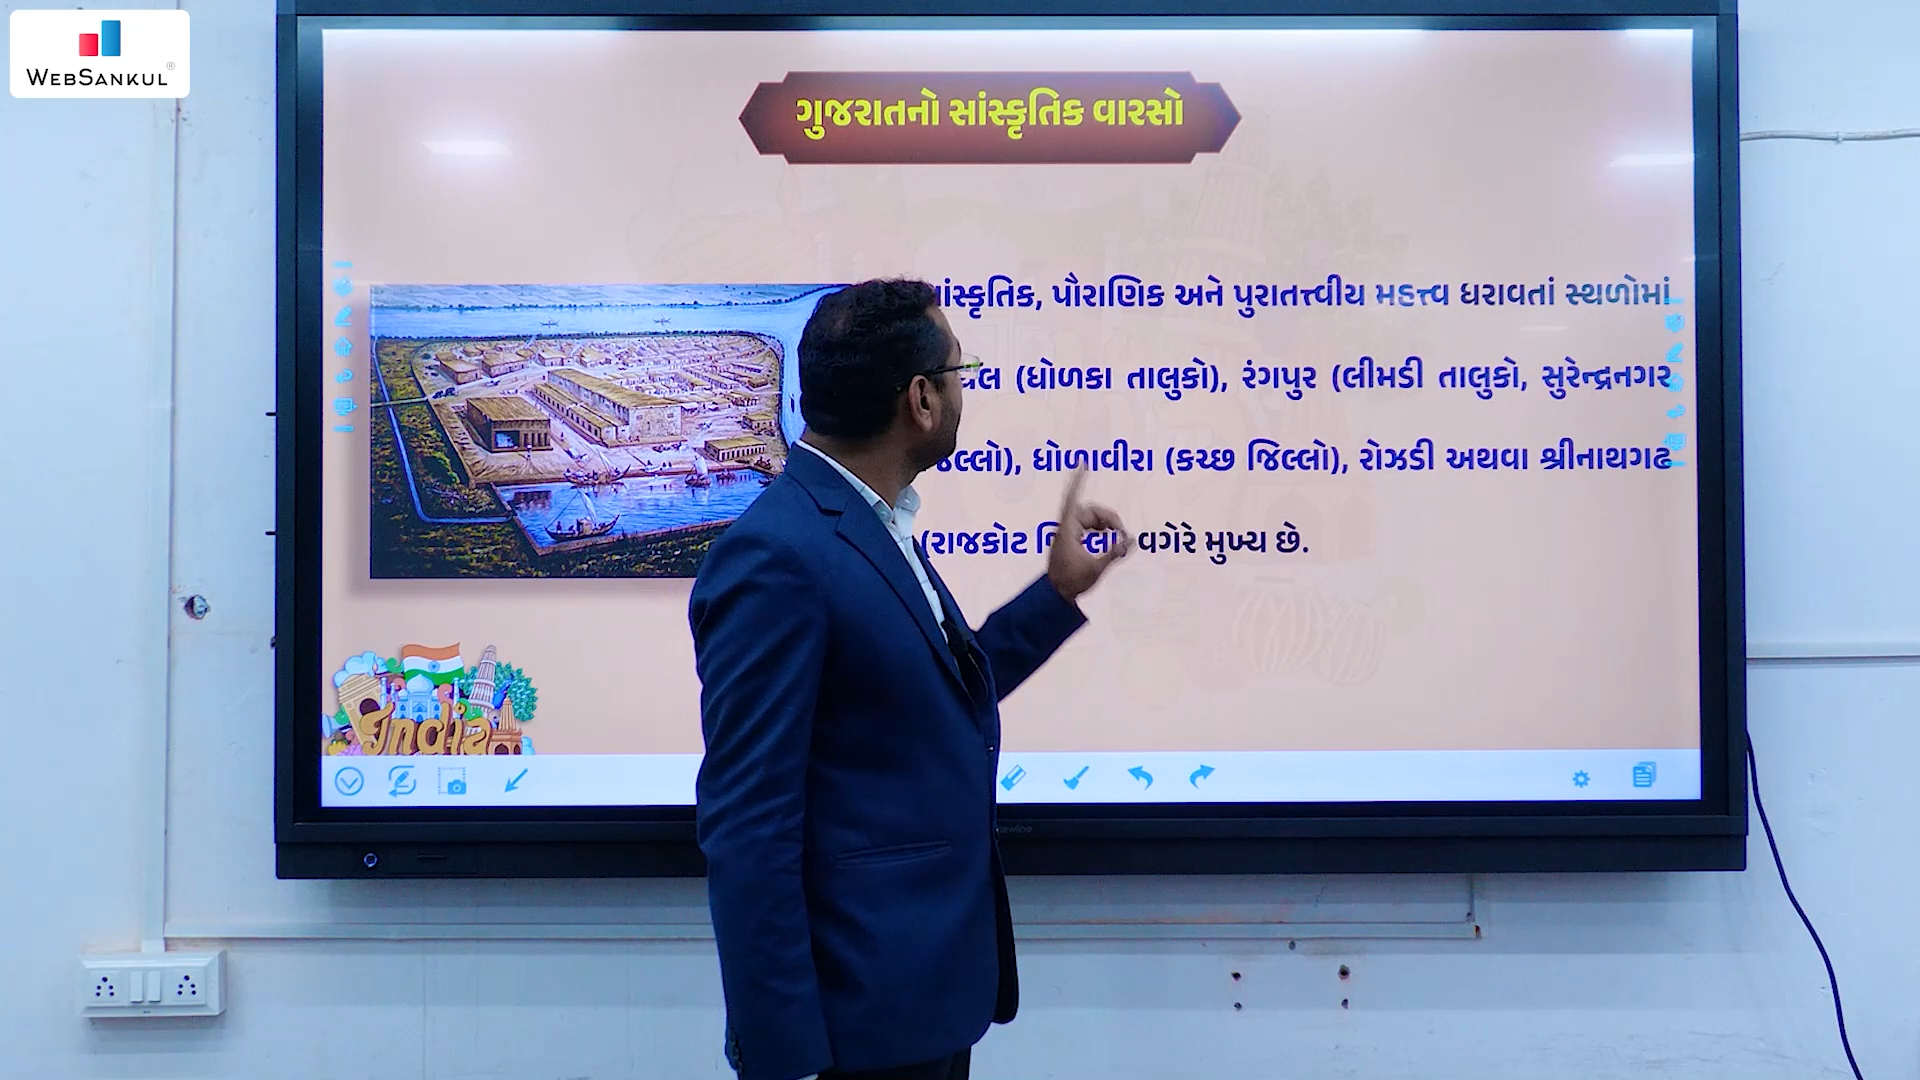 WEBSANKUL
ગુજરાતનો સાંસ્કૃતિક વારસો
પૌરાણિક અને પુરાતત્ત્વીય મહત્ત્વ ધરાવતાં સ્થળોમાં
(ધોળકા તાલુકો), રંગપુર (લીમડી તાલુકો, સુરેન્દ્રનગર
ધોળાવીરા (કચ્છ જિલ્લો), રોઝડી અથવા શ્રીનાથગઢ
(રાજકોટ વગેરે મુખ્ય છે.
India